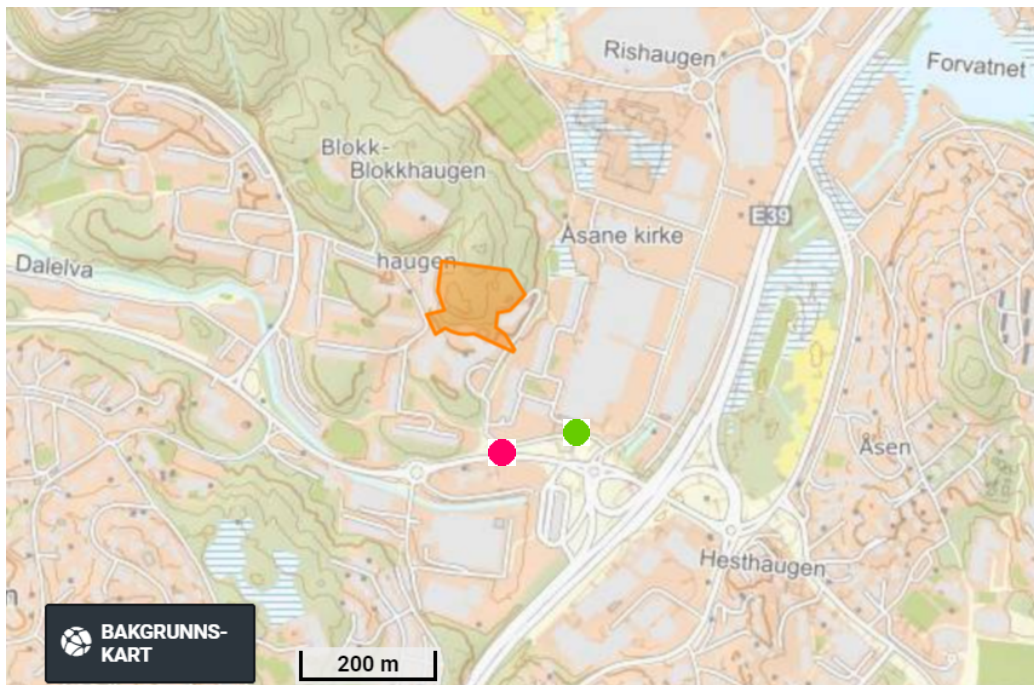 Rishaugen
Forvatnet
Blokk-
Blokkhaugen
E39
Åsane kirke
haugen
Dalelva
Åsen
Hesthaugen
BAKGRUNNS-
KART
200 m